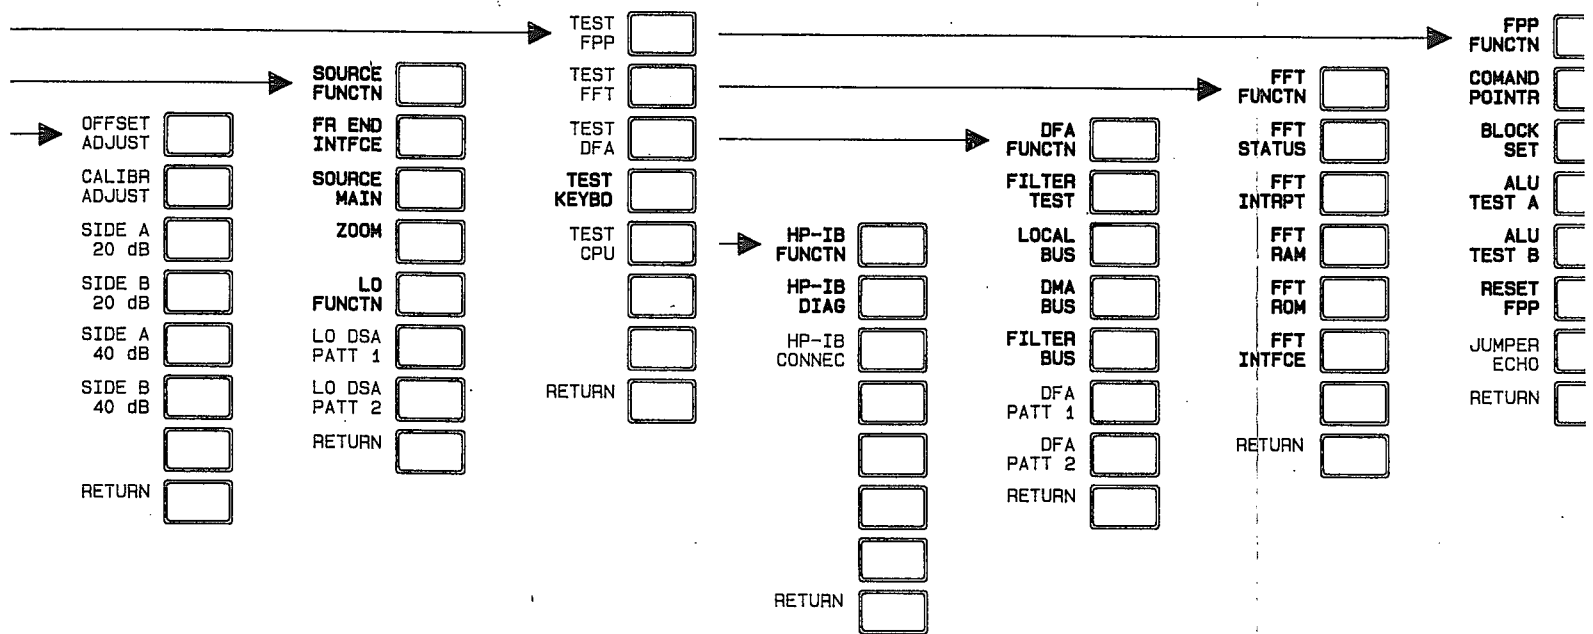 OFFSET
ADJUST
CALIBR
ADJUST
SIDE A
20 dB
SIDE B
20 dB
SIDE A
40 dB
SIDE B
40 dB
RETURN
SOURCE
FUNCTN
FR END
INTFCE
SOURCE
MAIN
ZOOM
LO
FUNCTN
LO DSA
PATT 1
LO DSA
PATT 2
RETURN
TEST
FPP
TEST
FFT
TEST
DFA
TEST
KEYBD
TEST
CPU
RETURN
HP-IB
FUNCTN
HP-IB
DIAG
HP-IB
CONNEC
RETURN
DFA
FUNCTN
FILTER
TEST
LOCAL
BUS
DMA
BUS
FILTER
BUS
DFA
PATT 1
DFA
PATT 2
RETURN
FFT
FUNCTN
FFT
STATUS
FFT
INTRPT
FFT
RAM
FFT
ROM
FFT
INTFCE
RETURN
FPP
FUNCTN
COMAND
POINTR
BLOCK
SET
ALU
TEST A
ALU
TEST B
RESET
FPP
JUMPER
ECHO
RETURN